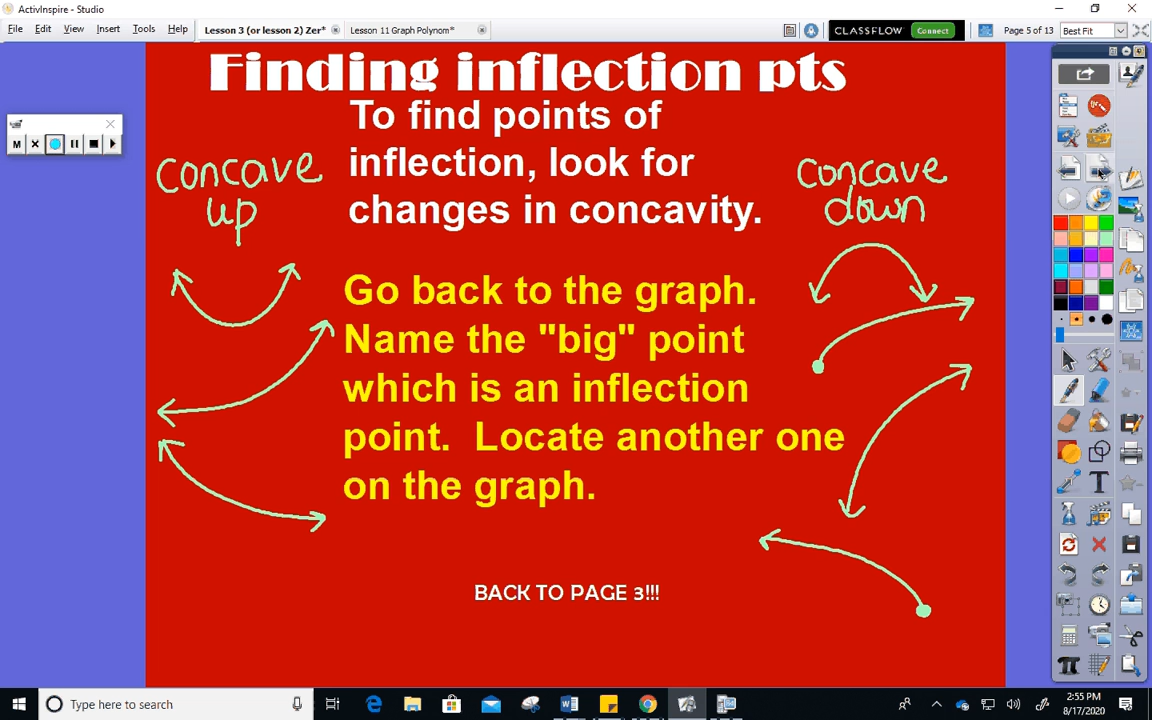 ActivInspire - Studio
File Edit View Insert Tools Help
Lesson 3 (or lesson 2) Zer*
Lesson 11 Graph Polynom*
CLASSFLOW Connect
Page 5 of 13
Best Fit
Finding inflection pts
To find points of
inflection, look for
changes in concavity.
concave
up
concave
down
Go back to the graph.
Name the "big" point
which is an inflection
point. Locate another one
on the graph.
BACK TO PAGE 3!!!
M
T
Type here to search
2:55 PM
8/17/2020